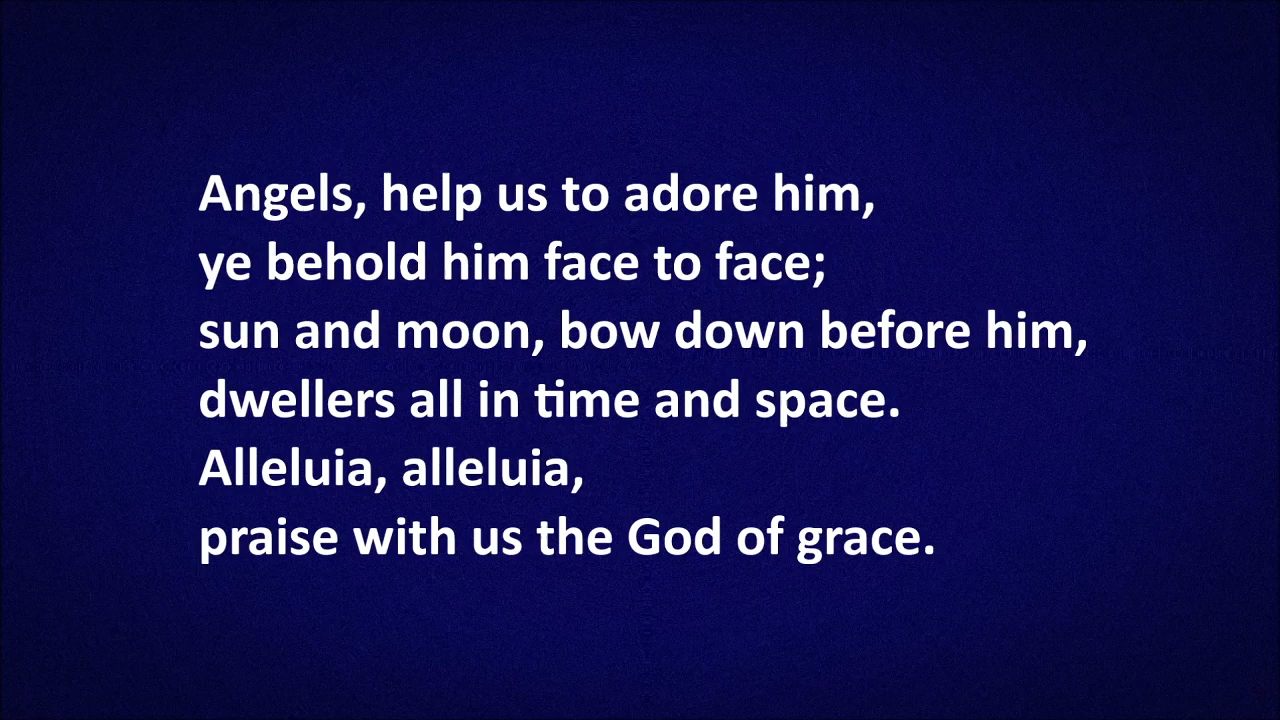 Angels, help us to adore him,
ye behold him face to face;
sun and moon, bow down before him,
dwellers all in time and space.
Alleluia, alleluia,
praise with us the God of grace.